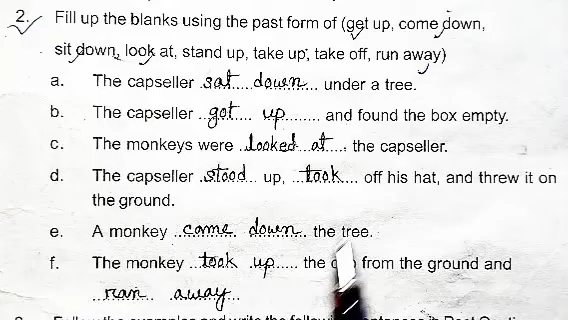 2. Fill up the blanks using the past form of (get up, come down,
sit down, look at, stand up, take up, take off, run away)
a. The capseller sat down under a tree.
b. The capseller got up and found the box empty.
c. The monkeys were looked at the capseller.
d. The capseller stood up, took off his hat, and threw it on
the ground.
e. A monkey came down the tree.
f. The monkey took up the from the ground and
ran away